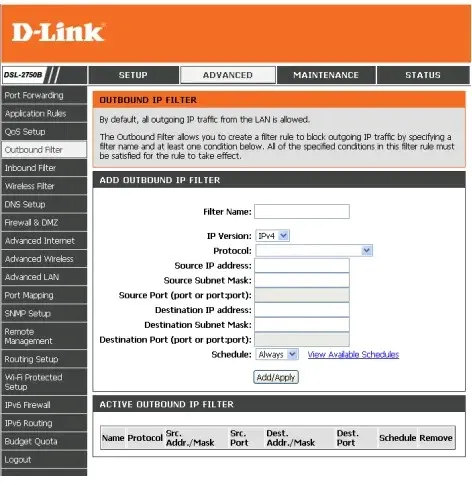 D-Link
DSL-2750B
SETUP
ADVANCED
MAINTENANCE
STATUS
Port Forwarding
Application Rules
QoS Setup
Outbound Filter
Inbound Filter
Wireless Filter
DNS Setup
Firewall & DMZ
Advanced Internet
Advanced Wireless
Advanced LAN
Port Mapping
SNMP Setup
Remote
Management
Routing Setup
Wi-Fi Protected
Setup
IPv6 Firewall
IPv6 Routing
Budget Quota
Logout
OUTBOUND IP FILTER
By default, all outgoing IP traffic from the LAN is allowed.
The Outbound Filter allows you to create a filter rule to block outgoing IP traffic by specifying a
filter name and at least one condition below. All of the specified conditions in this filter rule must
be satisfied for the rule to take effect.
ADD OUTBOUND IP FILTER
Filter Name:
IP Version: IPv4
Protocol:
Source IP address:
Source Subnet Mask:
Source Port (port or port:port):
Destination IP address:
Destination Subnet Mask:
Destination Port (port or port:port):
Schedule: Always View Available Schedules
Add/Apply
ACTIVE OUTBOUND IP FILTER
Name Protocol Src. Addr./Mask Src. Port Dest. Addr./Mask Dest. Port Schedule Remove